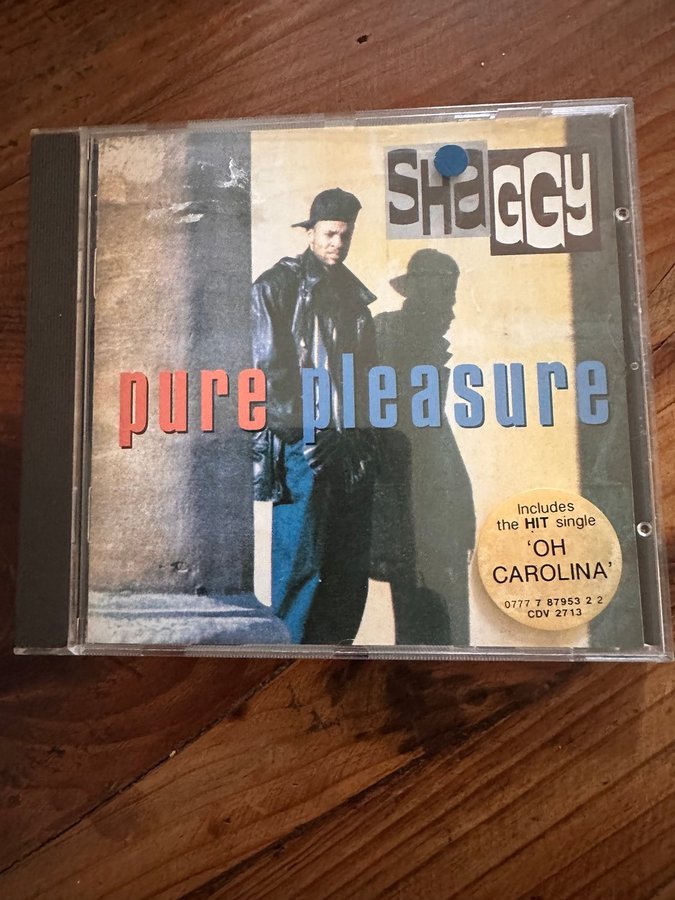 SHaGGy
pure pleasure
Includes
the HIT single
'OH
CAROLINA'
0777 7 87953 2 2
CDV 2713